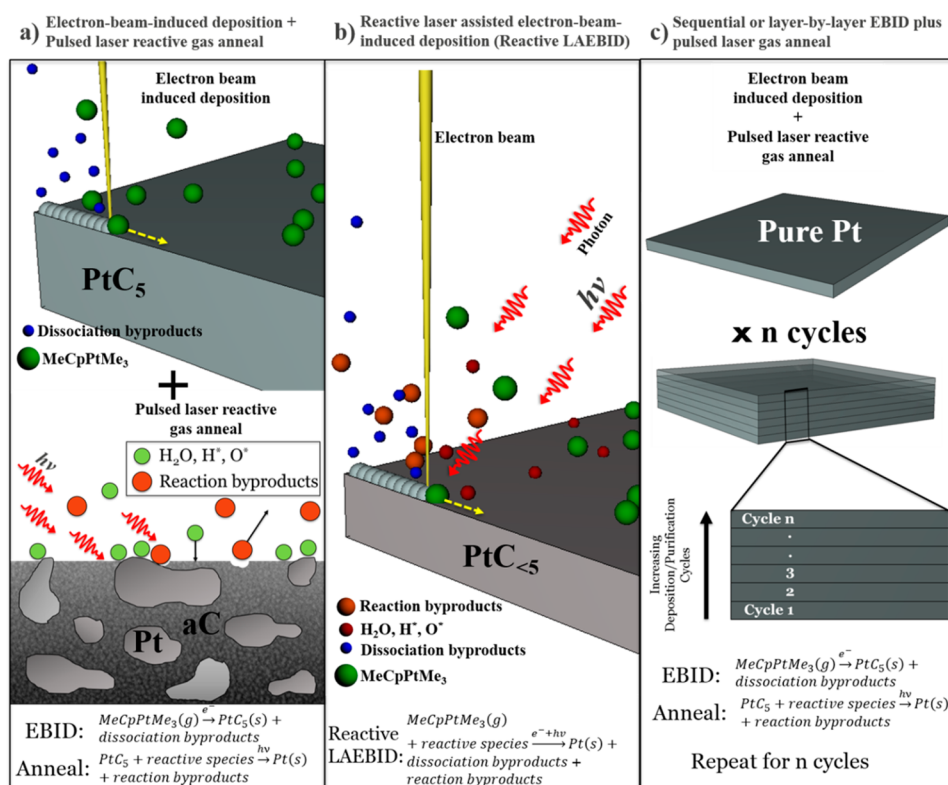 a) Electron-beam-induced deposition +
Pulsed laser reactive gas anneal
Electron beam
induced deposition
PtC₅
Dissociation byproducts
MeCpPtMe₃
+
Pulsed laser reactive
gas anneal
H₂O, H*, O*
Reaction byproducts
hν
Pt
aC
EBID: MeCpPtMe₃(g) e⁻→ PtC₅(s) +
dissociation byproducts
Anneal: PtC₅ + reactive species hν→ Pt(s)
+ reaction byproducts
b) Reactive laser assisted electron-beam-
induced deposition (Reactive LAEBID)
Electron beam
Photon
hν
PtC<₅
Reaction byproducts
H₂O, H*, O*
Dissociation byproducts
MeCpPtMe₃
Reactive LAEBID: MeCpPtMe₃(g)
+ reactive species e⁻+hν→ Pt(s) +
dissociation byproducts +
reaction byproducts
c) Sequential or layer-by-layer EBID plus
pulsed laser gas anneal
Electron beam
induced deposition
+
Pulsed laser reactive
gas anneal
Pure Pt
x n cycles
Increasing
Deposition/Purification
Cycles
Cycle n
.
.
3
2
Cycle 1
EBID: MeCpPtMe₃(g) e⁻→ PtC₅(s) +
dissociation byproducts
Anneal: PtC₅ + reactive species hν→ Pt(s)
+ reaction byproducts
Repeat for n cycles